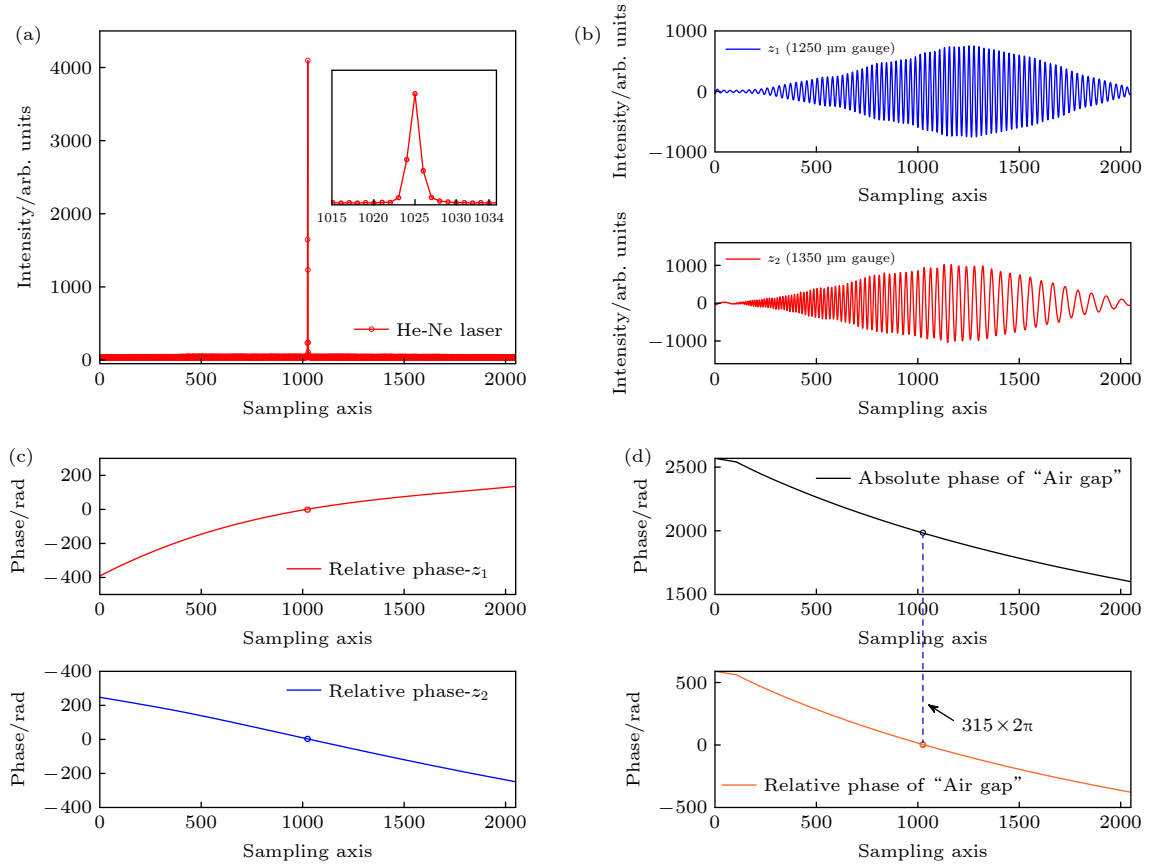 (a)
Intensity/arb. units
4000
3000
2000
1000
0
1015 1020 1025 1030 1034
He-Ne laser
0 500 1000 1500 2000
Sampling axis
(b)
Intensity/arb. units
1000
0
−1000
z₁ (1250 μm gauge)
0 500 1000 1500 2000
Sampling axis
Intensity/arb. units
1000
0
−1000
z₂ (1350 μm gauge)
0 500 1000 1500 2000
Sampling axis
(c)
Phase/rad
200
0
−200
−400
Relative phase-z₁
0 500 1000 1500 2000
Sampling axis
Phase/rad
−400
200
0
−200
−400
Relative phase-z₂
0 500 1000 1500 2000
Sampling axis
(d)
Phase/rad
2500
2000
1500
Absolute phase of “Air gap”
0 500 1000 1500 2000
Sampling axis
Phase/rad
500
0
−500
315×2π
Relative phase of “Air gap”
0 500 1000 1500 2000
Sampling axis